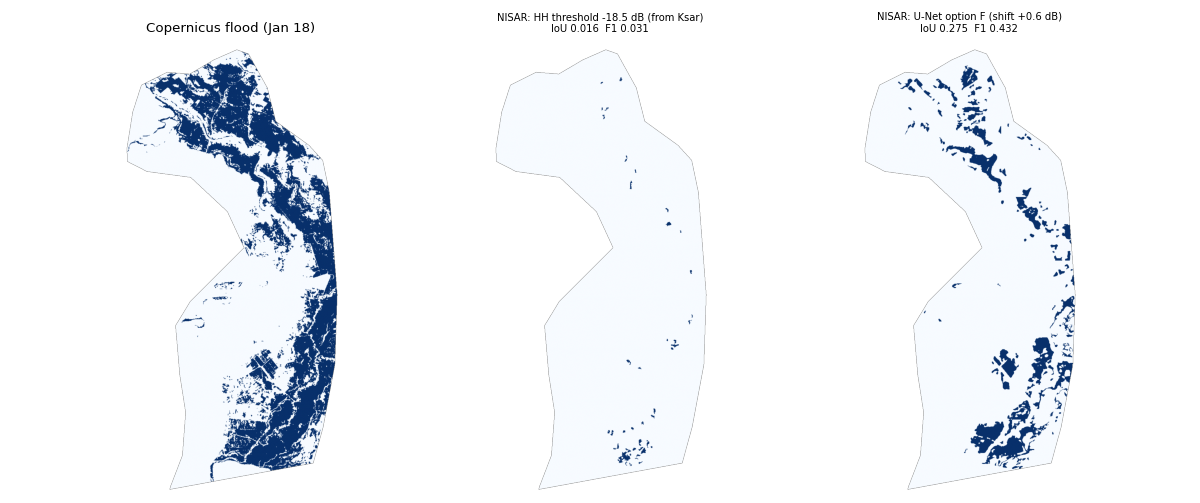 Copernicus flood (Jan 18)
NISAR: HH threshold -18.5 dB (from Ksar)
IoU 0.016  F1 0.031
NISAR: U-Net option F (shift +0.6 dB)
IoU 0.275  F1 0.432